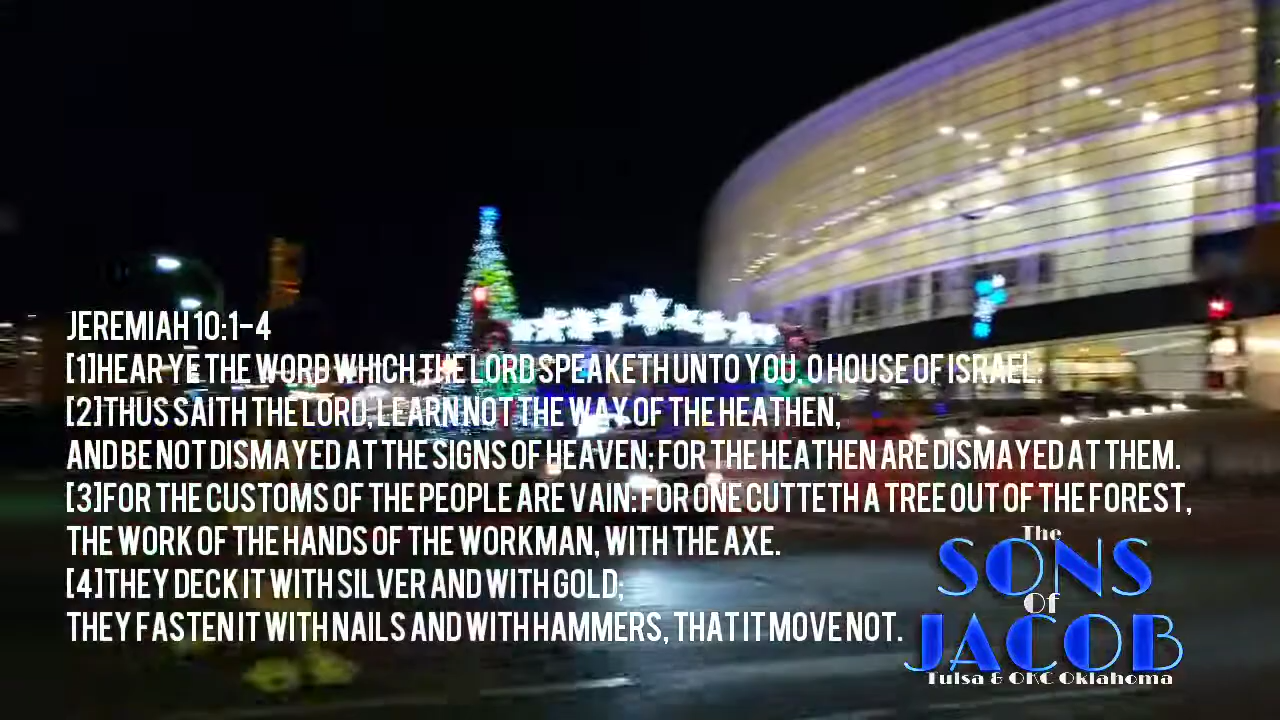 JEREMIAH 10:1-4
[1]HEAR YE THE WORD WHICH THE LORD SPEAKETH UNTO YOU, O HOUSE OF ISRAEL:
[2]THUS SAITH THE LORD, LEARN NOT THE WAY OF THE HEATHEN,
AND BE NOT DISMAYED AT THE SIGNS OF HEAVEN; FOR THE HEATHEN ARE DISMAYED AT THEM.
[3]FOR THE CUSTOMS OF THE PEOPLE ARE VAIN: FOR ONE CUTTETH A TREE OUT OF THE FOREST,
THE WORK OF THE HANDS OF THE WORKMAN, WITH THE AXE.
[4]THEY DECK IT WITH SILVER AND WITH GOLD;
THEY FASTEN IT WITH NAILS AND WITH HAMMERS, THAT IT MOVE NOT.
The
SONS
Of
JACOB
Tulsa & OKC Oklahoma